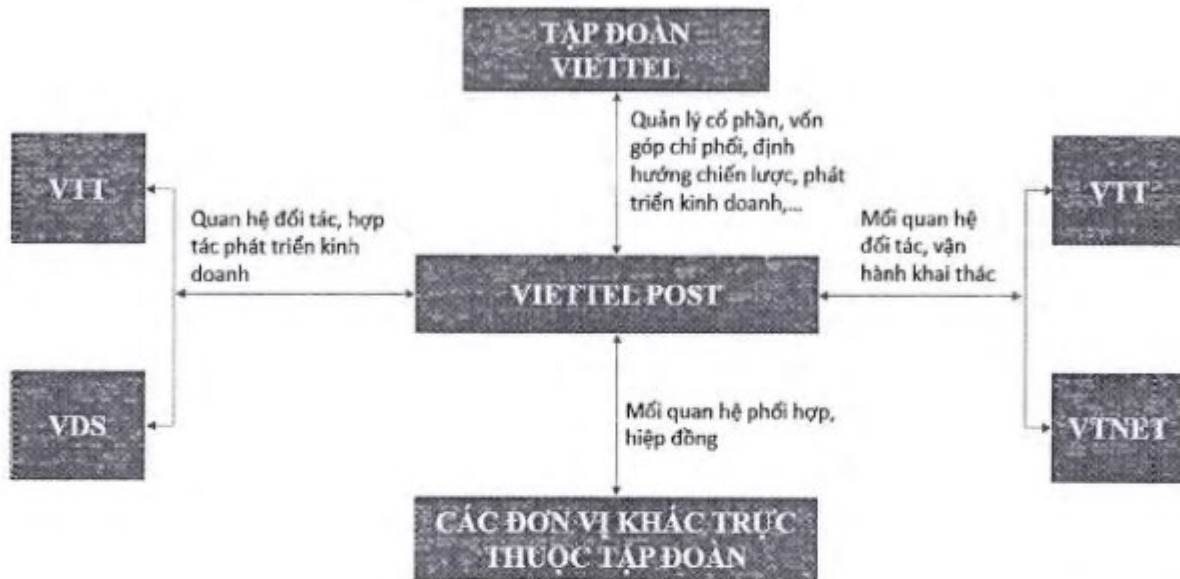 TẬP ĐOÀN
VIETTEL
Quản lý cổ phần, vốn
góp chi phối, định
hướng chiến lược, phát
triển kinh doanh,...
VTT
Quan hệ đối tác, hợp
tác phát triển kinh
doanh
Mối quan hệ
đối tác, vận
hành khai thác
VTT
VIETTEL POST
VDS
Mối quan hệ phối hợp,
hiệp đồng
VTNET
CÁC ĐƠN VỊ KHÁC TRỰC
THUỘC TẬP ĐOÀN